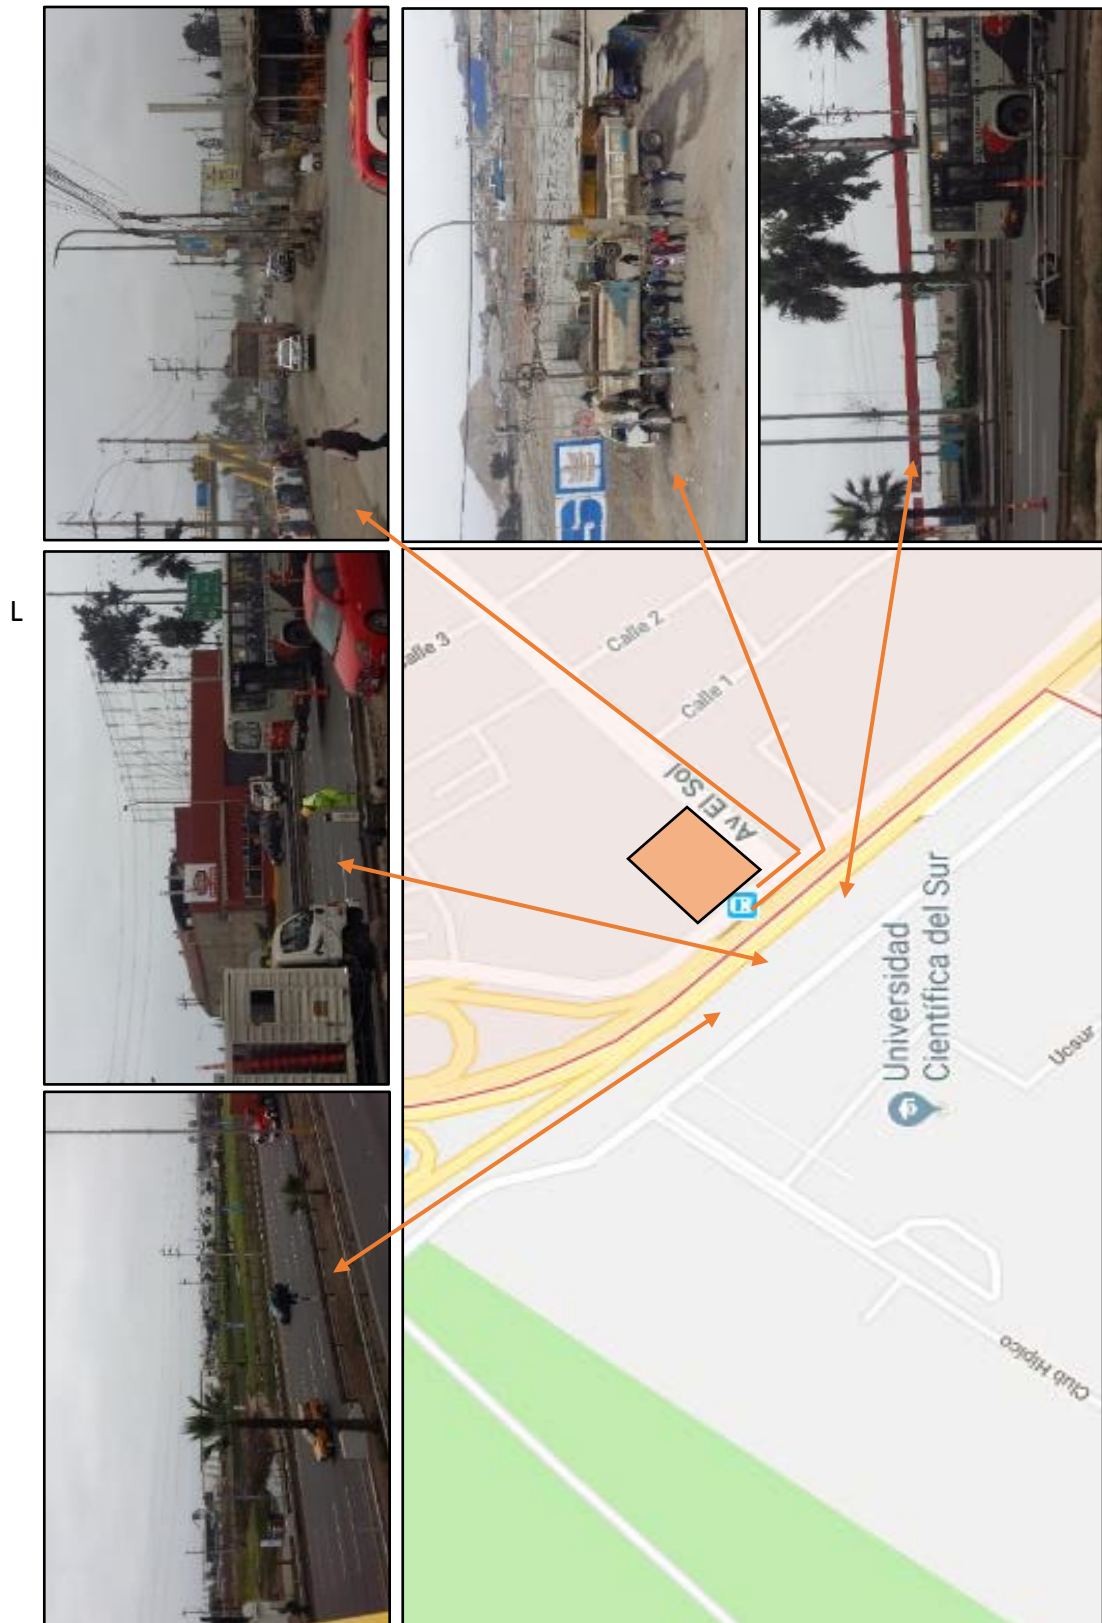 L
Calle 3
Calle 2
Calle 1
Av. El Sol
Universidad
Científica del Sur
Ucsur
Club Hípico
S